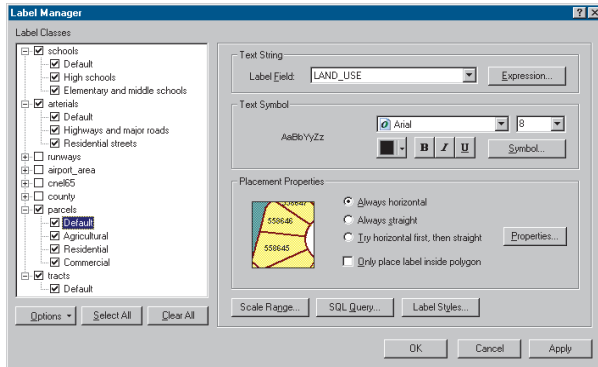 Label Manager
Label Classes
schools
Default
High schools
Elementary and middle schools
arterials
Default
Highways and major roads
Residential streets
runways
airport_area
cnel65
county
parcels
Default
Agricultural
Residential
Commercial
tracts
Default
Options
Select All
Clear All
Text String
Label Field:
LAND_USE
Expression...
Text Symbol
AaBbYyZz
Arial
8
B I U
Symbol...
Placement Properties
558647
558646
558645
Always horizontal
Always straight
Try horizontal first, then straight
Only place label inside polygon
Properties...
Scale Range...
SQL Query...
Label Styles...
OK
Cancel
Apply